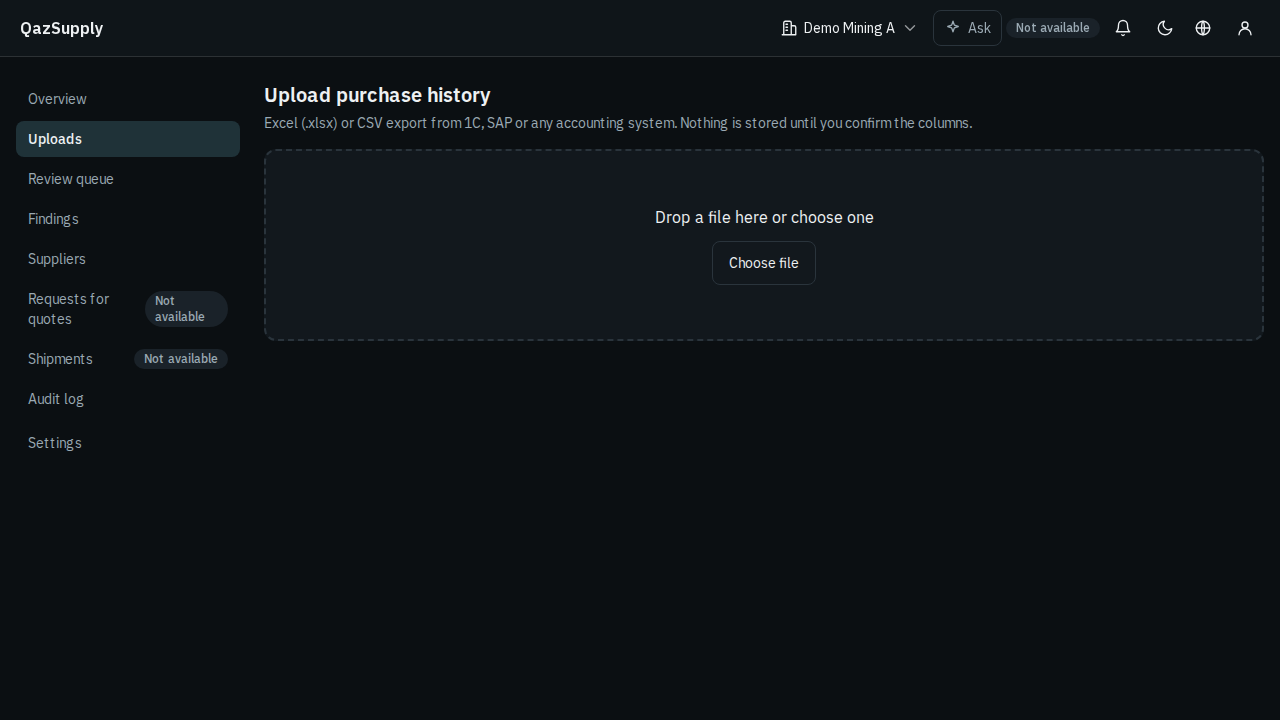 QazSupply
Demo Mining A
Ask
Not available
Overview
Uploads
Review queue
Findings
Suppliers
Requests for
quotes
Not
available
Shipments
Not available
Audit log
Settings
Upload purchase history
Excel (.xlsx) or CSV export from 1C, SAP or any accounting system. Nothing is stored until you confirm the columns.
Drop a file here or choose one
Choose file